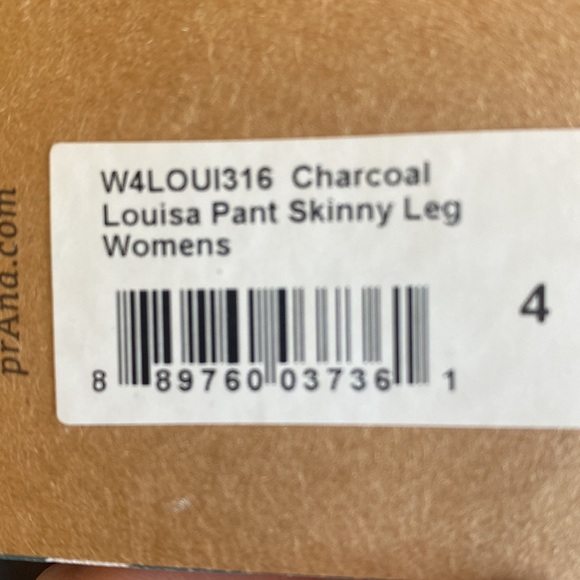 W4LOUI316 Charcoal
Louisa Pant Skinny Leg
Womens
4
8 89760 03736 1
prAna.com